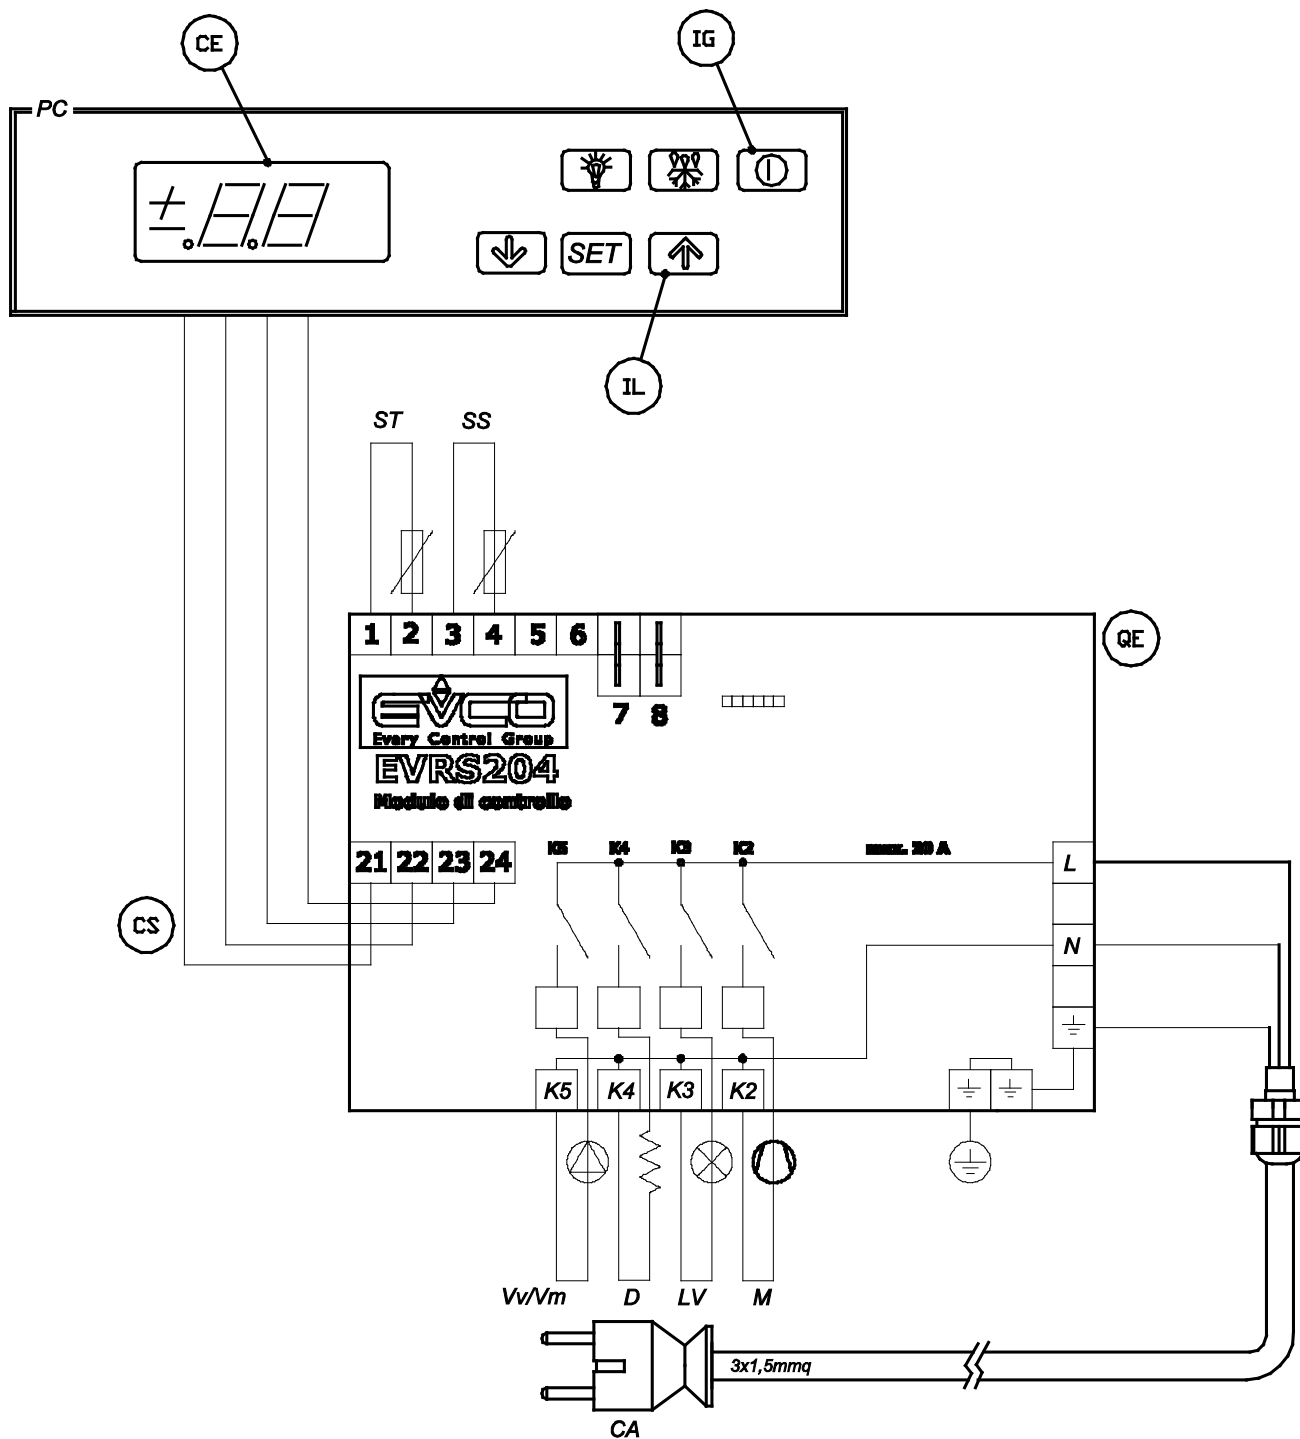 CE
IG
PC
SET
IL
ST SS
1 2 3 4 5 6
QE
7 8
EVCO
Every Control Group
EVRS204
Modulo di controllo
K5 K4 K3 K2 max. 20 A
21 22 23 24
L
CS
N
K5 K4 K3 K2
Vv/Vm D LV M
3x1,5mmq
CA